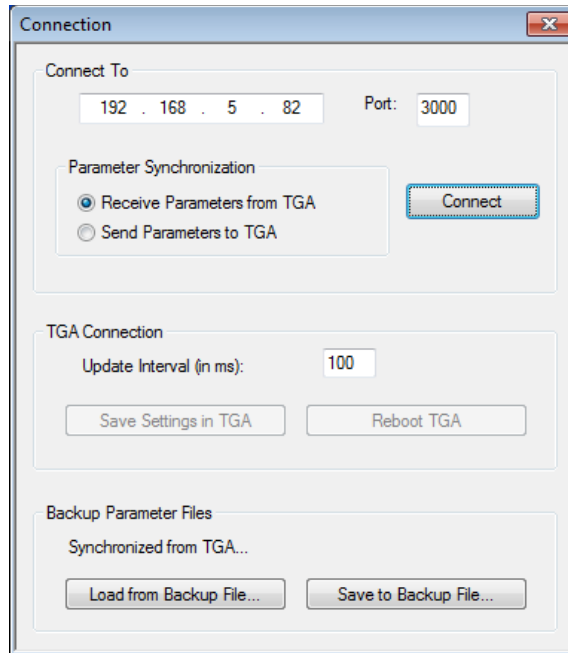 Connection
Connect To
192 . 168 . 5 . 82 Port: 3000
Parameter Synchronization
Receive Parameters from TGA
Connect
Send Parameters to TGA
TGA Connection
Update Interval (in ms): 100
Save Settings in TGA Reboot TGA
Backup Parameter Files
Synchronized from TGA...
Load from Backup File... Save to Backup File...